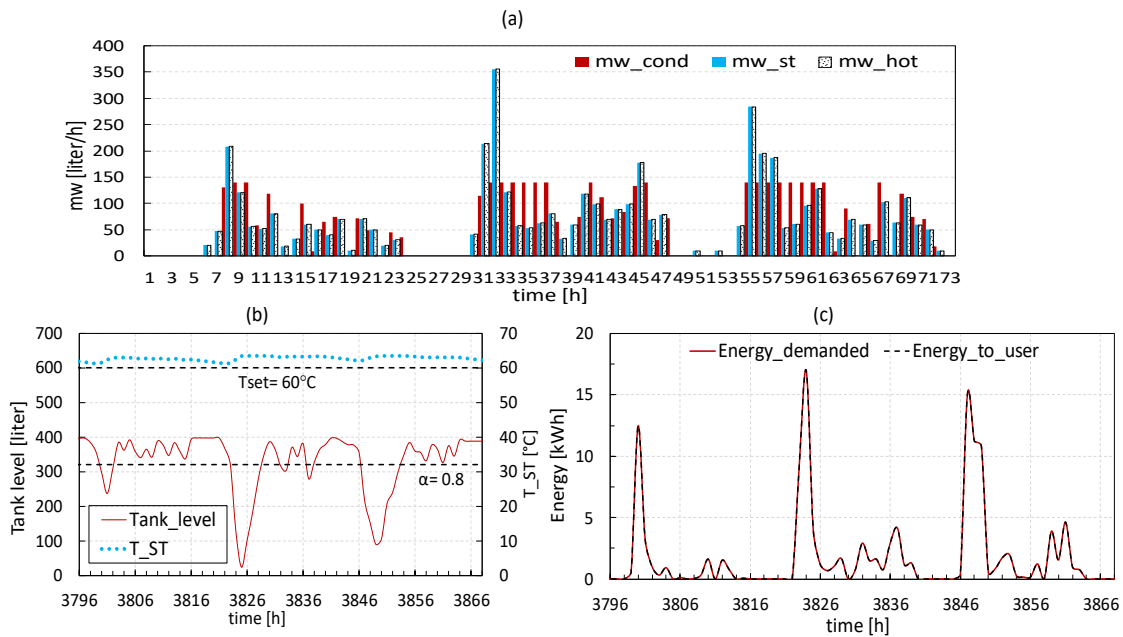 (a)
400
350
300
250
200
150
100
50
0
mw [liter/h]
mw_cond mw_st mw_hot
1 3 5 7 9 11 13 15 17 19 21 23 25 27 29 31 33 35 37 39 41 43 45 47 49 51 53 55 57 59 61 63 65 67 69 71 73
time [h]
(b)
700
600
500
400
300
200
100
0
Tank level [liter]
70
60
50
40
30
20
10
0
T_ST [°C]
Tset= 60°C
α= 0.8
Tank_level
T_ST
3796 3806 3816 3826 3836 3846 3856 3866
time [h]
(c)
20
15
10
5
0
Energy [kWh]
Energy_demanded Energy_to_user
3796 3806 3816 3826 3836 3846 3856 3866
time [h]